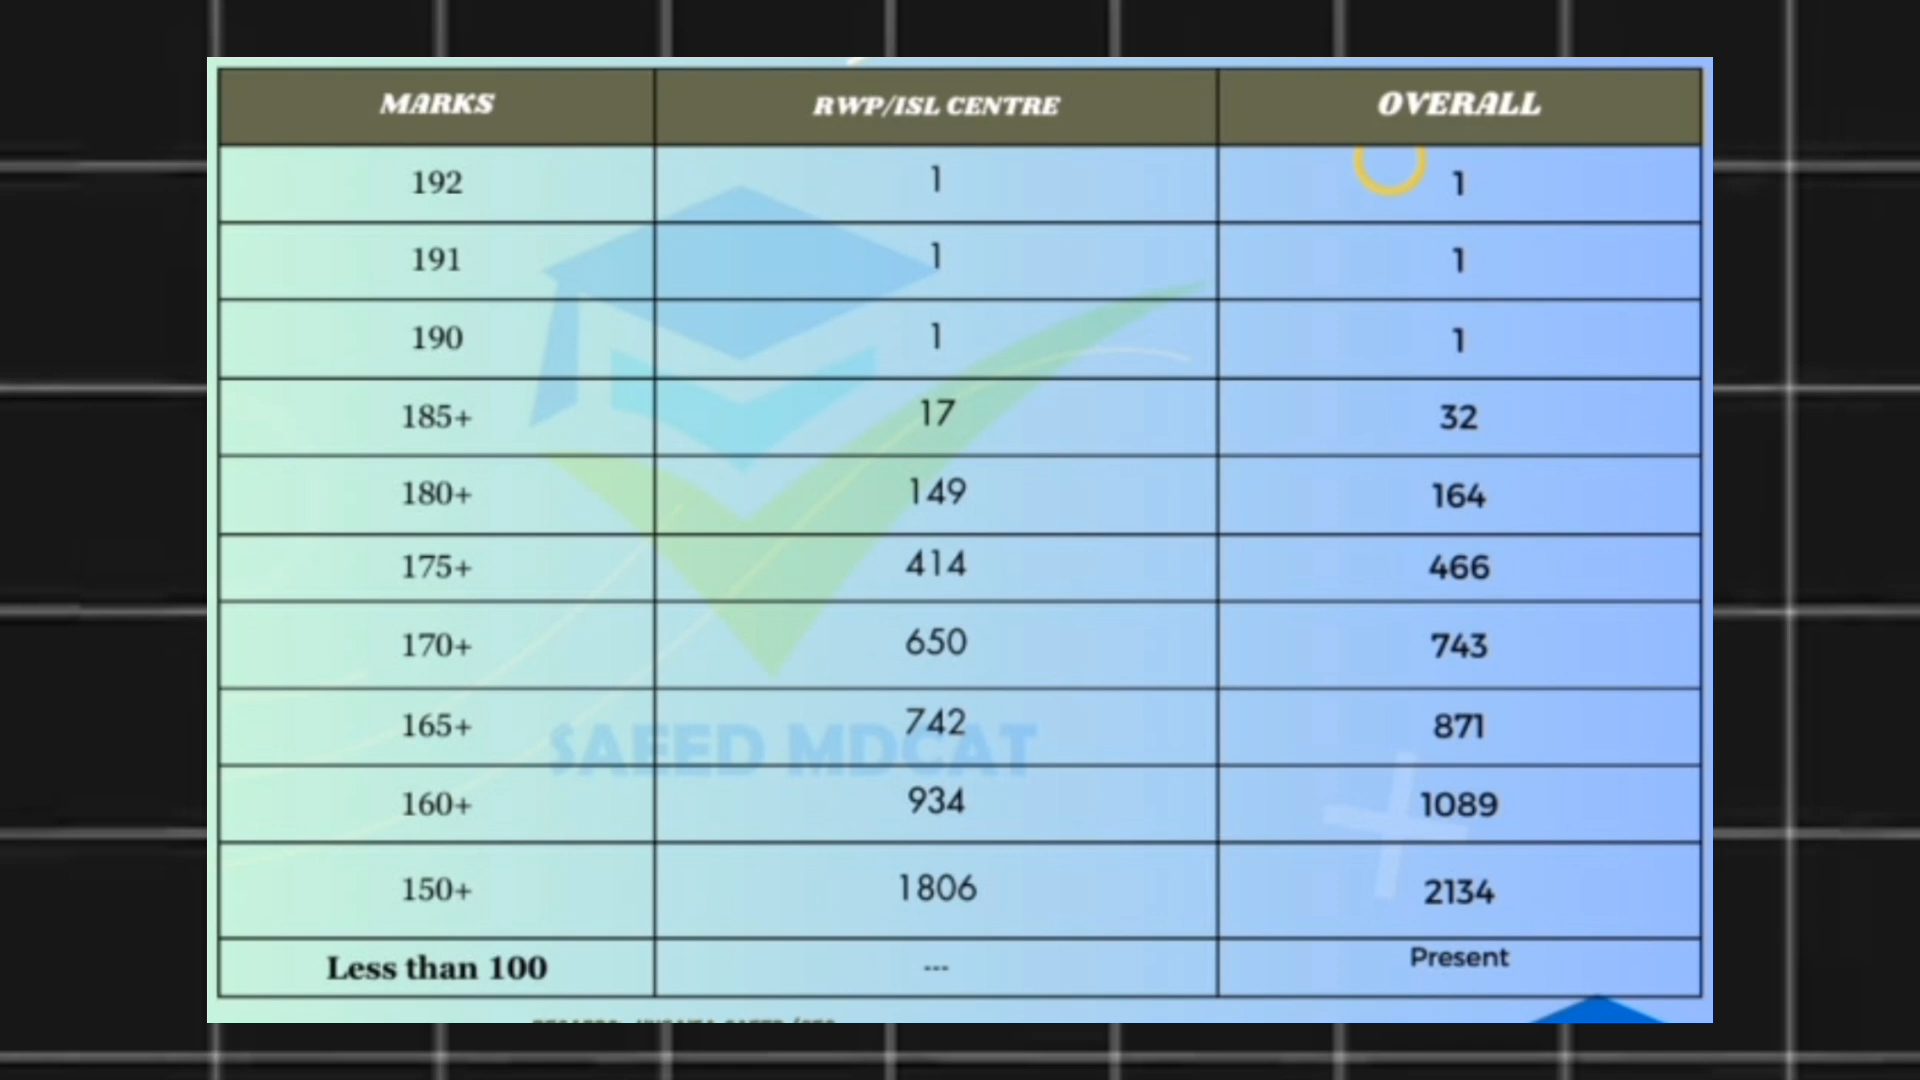 MARKS RWP/ISL CENTRE OVERALL
192 1 1
191 1 1
190 1 1
185+ 17 32
180+ 149 164
175+ 414 466
170+ 650 743
165+ 742 871
SAEED MDCAT
160+ 934 1089
150+ 1806 2134
Less than 100 --- Present